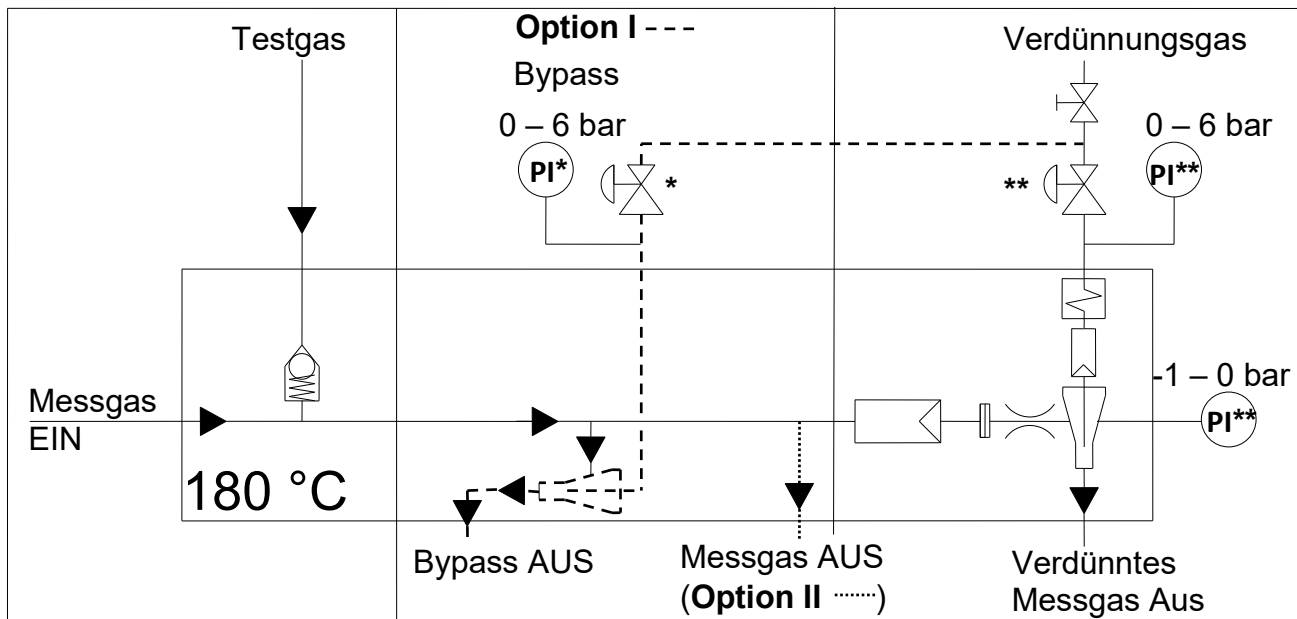 Testgas
Option I
Bypass
0 – 6 bar
PI*
*
Verdünnungsgas
0 – 6 bar
**
PI**
Messgas
EIN
180 °C
-1 – 0 bar
PI**
Bypass AUS
Messgas AUS
(Option II ........)
Verdünntes
Messgas Aus